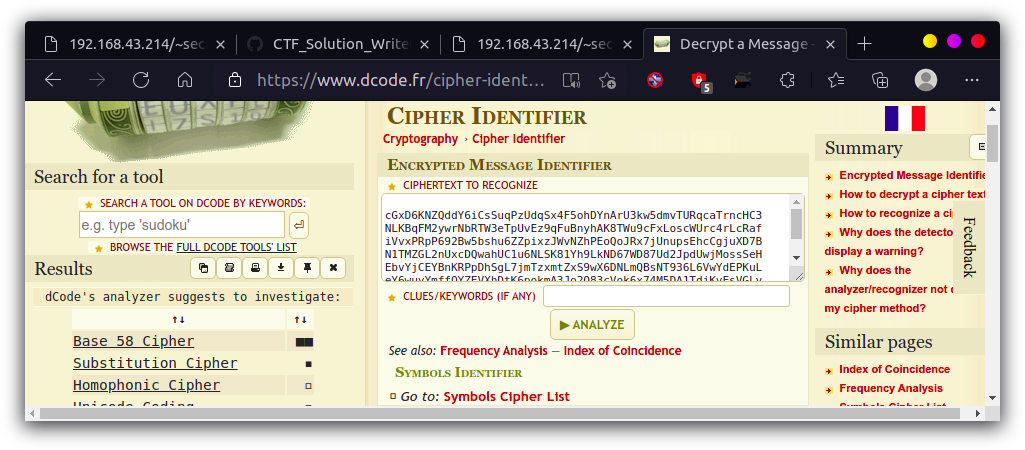 192.168.43.214/~sec
CTF_Solution_Write
192.168.43.214/~sec
Decrypt a Message
https://www.dcode.fr/cipher-ident...
5
Search for a tool
SEARCH A TOOL ON DCODE BY KEYWORDS:
e.g. type 'sudoku'
BROWSE THE FULL DCODE TOOLS' LIST
Results
dCode's analyzer suggests to investigate:
↑↓ ↑↓
Base 58 Cipher ■■
Substitution Cipher ▪
Homophonic Cipher ▫
Unicode Coding
CIPHER IDENTIFIER
Cryptography › Cipher Identifier
ENCRYPTED MESSAGE IDENTIFIER
CIPHERTEXT TO RECOGNIZE
cGxD6KNZQddY6iCsSuqPzUdqSx4F5ohDYnArU3kw5dmvTURqcaTrncHC3
NLKBqFM2ywrNbRTW3eTpUvEz9qFuBnyhAK8TWu9cFxLoscWUrc4rLcRaf
iVvxPRpP692Bw5bshu6ZZpixzJWvNZhPEoQoJRx7jUnupsEhcCgjuXD7B
N1TMZGL2nUxcDQwahUC1u6NLSK81Yh9LkND67WD87Ud2JpdUwjMossSeH
EbvYjCEYBnKRPpDhSgL7jmTzxmtZxS9wX6DNLmQBsNT936L6VwYdEPKuL
CLUES/KEYWORDS (IF ANY)
▶ ANALYZE
See also: Frequency Analysis — Index of Coincidence
SYMBOLS IDENTIFIER
Go to: Symbols Cipher List
Summary
Encrypted Message Identifie
How to decrypt a cipher text
How to recognize a ci
Why does the detecto
display a warning?
Why does the
analyzer/recognizer not
my cipher method?
Feedback
Similar pages
Index of Coincidence
Frequency Analysis
Symbols Cipher List